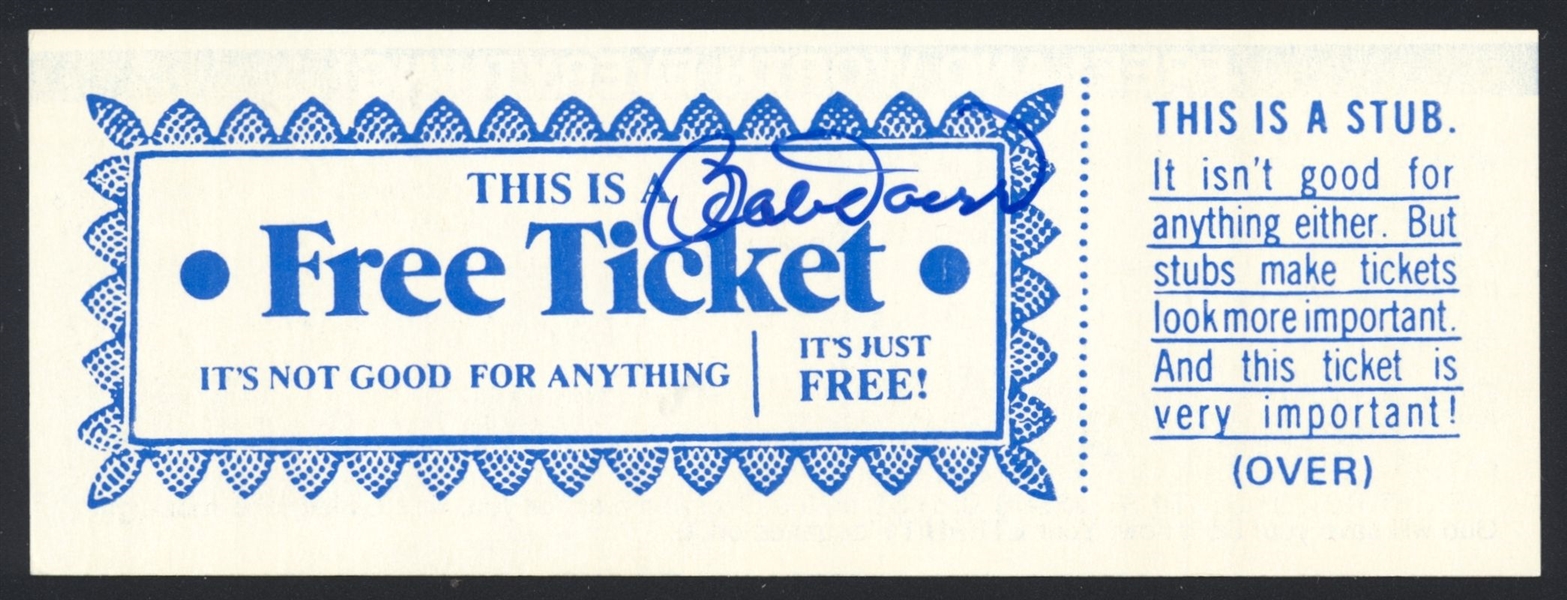 THIS IS A
Free Ticket
IT'S NOT GOOD FOR ANYTHING
IT'S JUST
FREE!
THIS IS A STUB.
It isn't good for
anything either. But
stubs make tickets
look more important.
And this ticket is
very important!
(OVER)